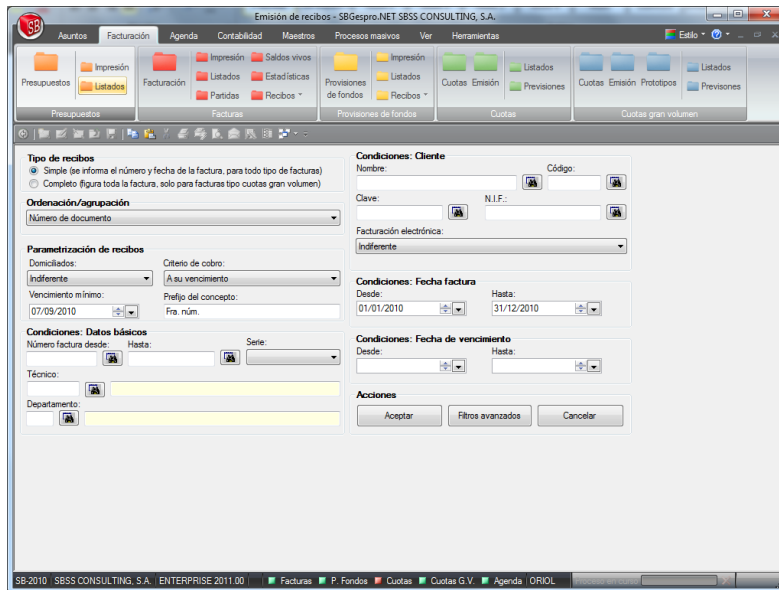 Emisión de recibos - SBGespro.NET SBSS CONSULTING, S.A.
SB
Asuntos Facturación Agenda Contabilidad Maestros Procesos masivos Ver Herramientas Estilo
Presupuestos Impresión Listados
Presupuestos
Facturación Impresión Listados Partidas Saldos vivos Estadísticas Recibos
Facturas
Provisiones de fondos Impresión Listados Recibos
Provisiones de fondos
Cuotas Emisión Listados Previsiones
Cuotas
Cuotas Emisión Prototipos Listados Previsones
Cuotas gran volumen
Tipo de recibos
Simple (se informa el número y fecha de la factura, para todo tipo de facturas)
Completo (figura toda la factura, solo para facturas tipo cuotas gran volumen)
Ordenación/agrupación
Número de documento
Parametrización de recibos
Domiciliados: Criterio de cobro:
Indiferente A su vencimiento
Vencimiento mínimo: Prefijo del concepto:
07/09/2010 Fra. núm.
Condiciones: Datos básicos
Número factura desde: Hasta: Serie:
Técnico:
Departamento:
Condiciones: Cliente
Nombre: Código:
Clave: N.I.F.:
Facturación electrónica:
Indiferente
Condiciones: Fecha factura
Desde: Hasta:
01/01/2010 31/12/2010
Condiciones: Fecha de vencimiento
Desde: Hasta:
Acciones
Aceptar Filtros avanzados Cancelar
SB-2010 SBSS CONSULTING, S.A. ENTERPRISE 2011.00 Facturas P. Fondos Cuotas Cuotas G.V. Agenda ORIOL Proceso en curso